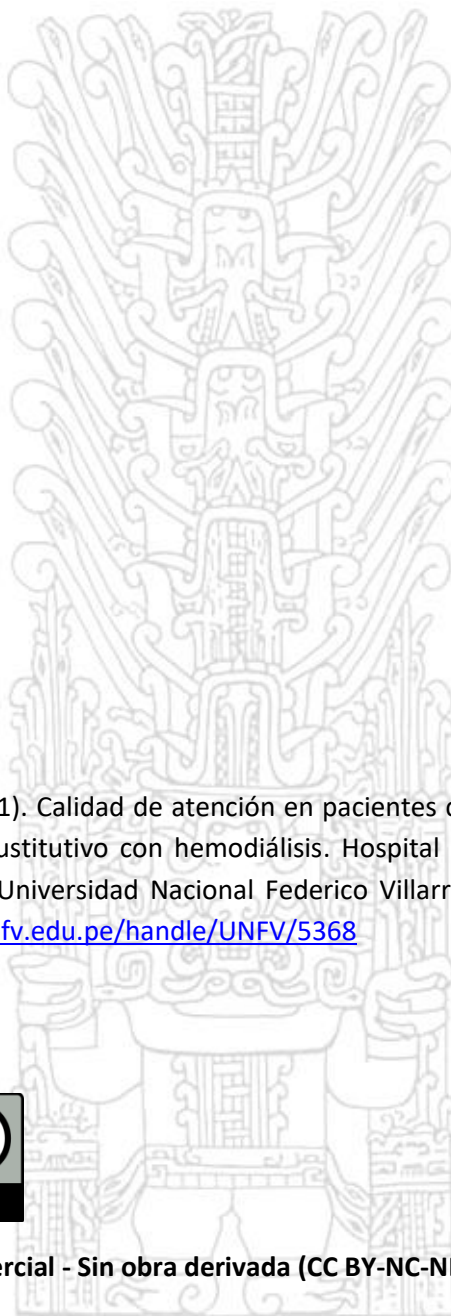 1). Calidad de atención en pacientes
ustitutivo con hemodiálisis. Hospital
Universidad Nacional Federico Villarr
fv.edu.pe/handle/UNFV/5368
ercial - Sin obra derivada (CC BY-NC-N